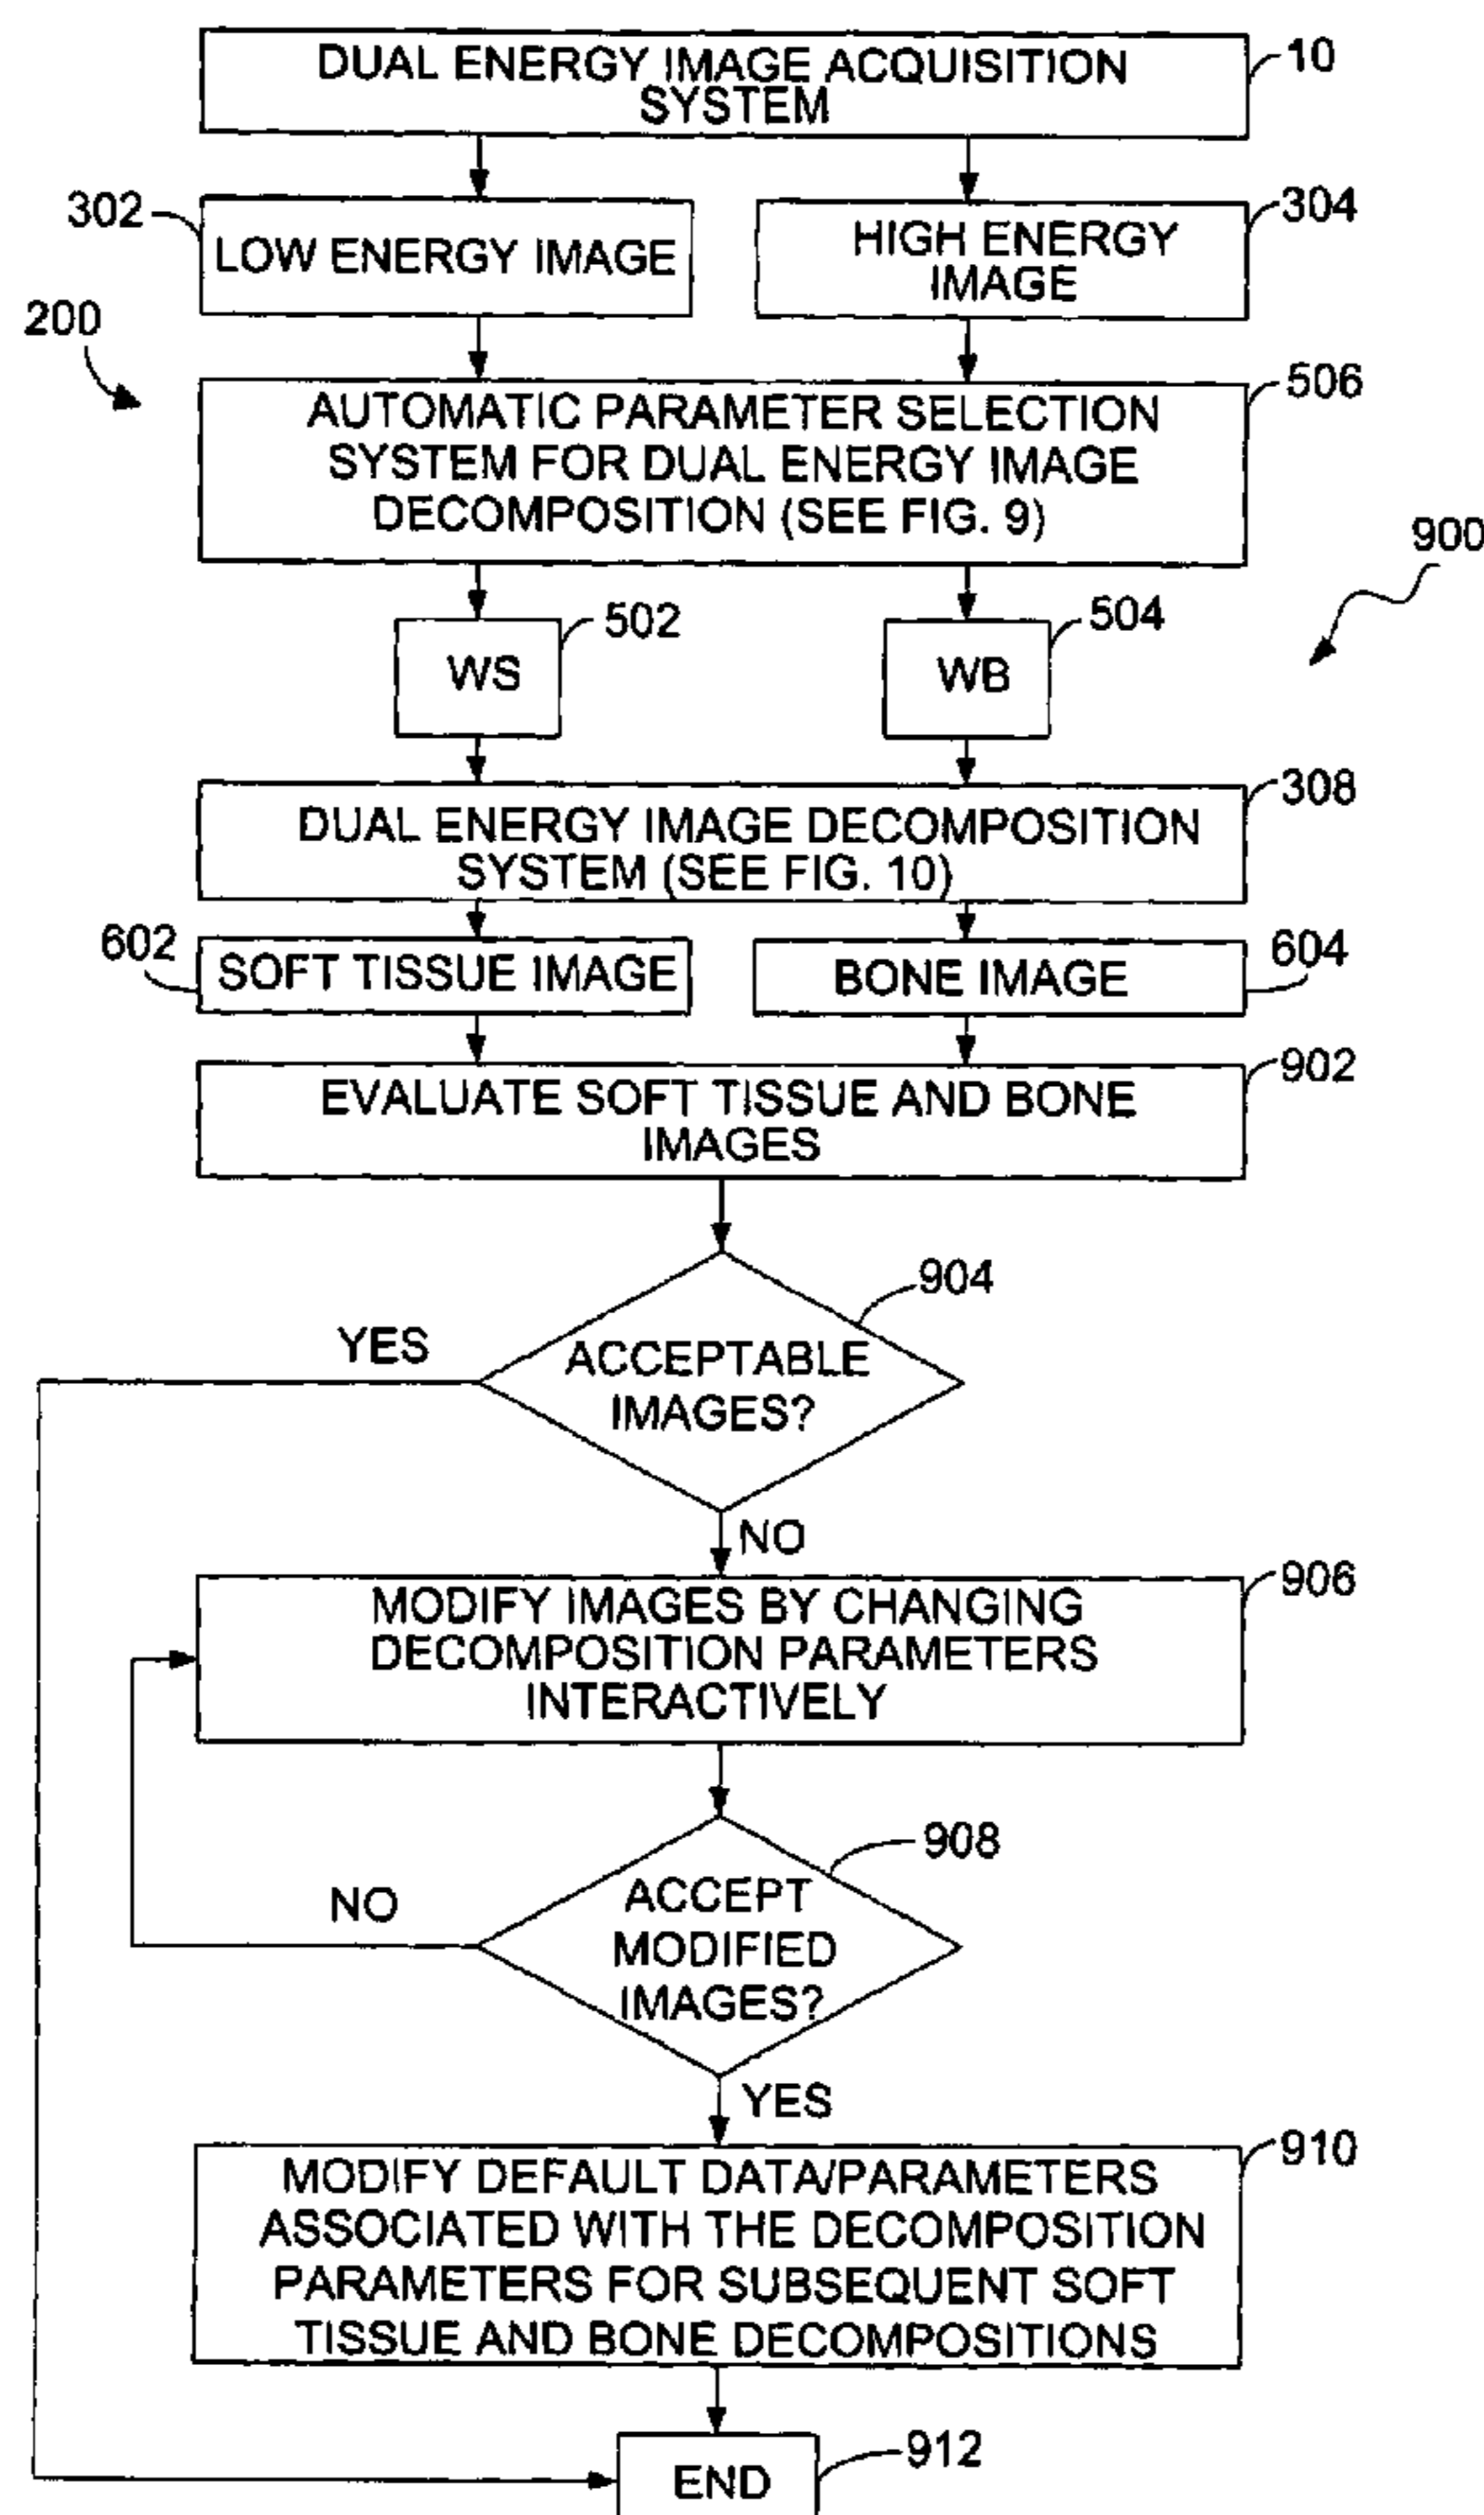 DUAL ENERGY IMAGE ACQUISITION
SYSTEM
10
302
LOW ENERGY IMAGE
HIGH ENERGY
IMAGE
304
200
AUTOMATIC PARAMETER SELECTION
SYSTEM FOR DUAL ENERGY IMAGE
DECOMPOSITION (SEE FIG. 9)
506
900
WS
502
WB
504
DUAL ENERGY IMAGE DECOMPOSITION
SYSTEM (SEE FIG. 10)
308
602
SOFT TISSUE IMAGE
BONE IMAGE
604
EVALUATE SOFT TISSUE AND BONE
IMAGES
902
904
YES
ACCEPTABLE
IMAGES?
NO
MODIFY IMAGES BY CHANGING
DECOMPOSITION PARAMETERS
INTERACTIVELY
906
908
NO
ACCEPT
MODIFIED
IMAGES?
YES
MODIFY DEFAULT DATA/PARAMETERS
ASSOCIATED WITH THE DECOMPOSITION
PARAMETERS FOR SUBSEQUENT SOFT
TISSUE AND BONE DECOMPOSITIONS
910
END
912